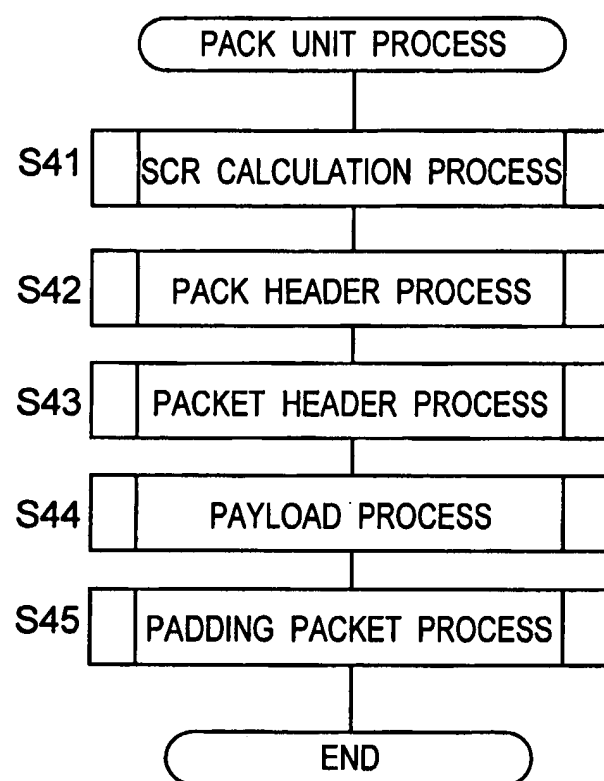 PACK UNIT PROCESS
S41 SCR CALCULATION PROCESS
S42 PACK HEADER PROCESS
S43 PACKET HEADER PROCESS
S44 PAYLOAD PROCESS
S45 PADDING PACKET PROCESS
END